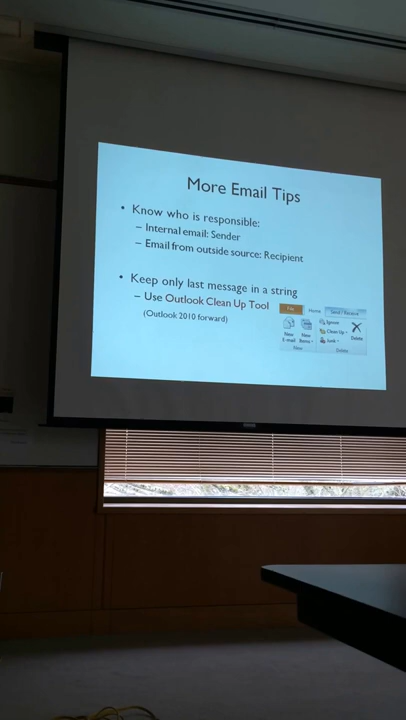 More Email Tips
• Know who is responsible:
– Internal email: Sender
– Email from outside source: Recipient
• Keep only last message in a string
– Use Outlook Clean Up Tool
(Outlook 2010 forward)
File Home Send / Receive
New E-mail
New Items
Ignore
Clean Up
Junk
Delete
New Delete